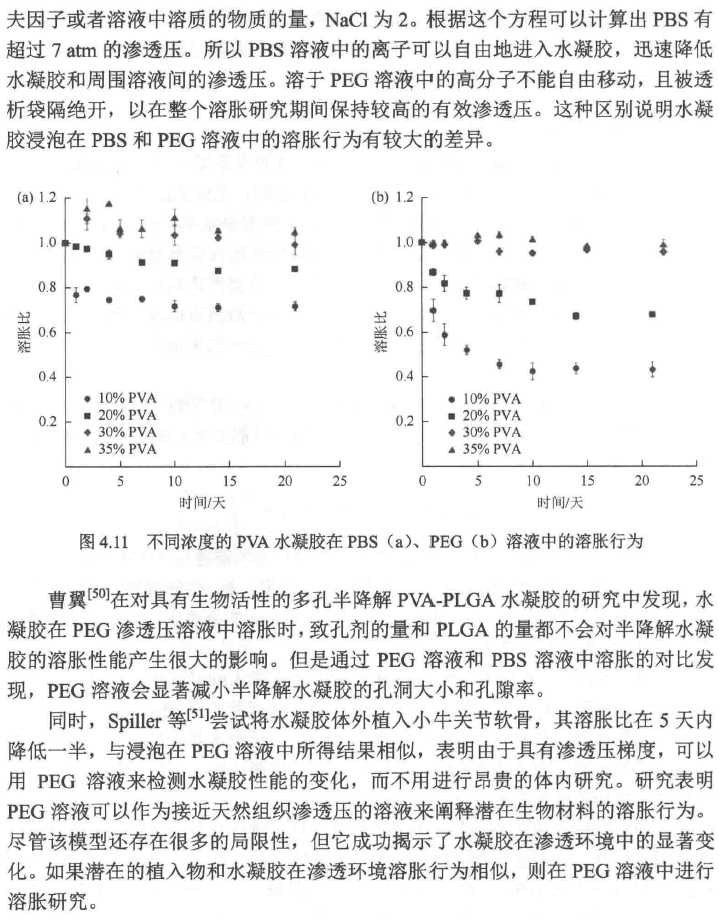 夫因子或者溶液中溶质的物质的量，NaCl 为 2。根据这个方程可以计算出 PBS 有
超过 7 atm 的渗透压。所以 PBS 溶液中的离子可以自由地进入水凝胶，迅速降低
水凝胶和周围溶液间的渗透压。溶于 PEG 溶液中的高分子不能自由移动，且被透
析袋隔绝开，以在整个溶胀研究期间保持较高的有效渗透压。这种区别说明水凝
胶浸泡在 PBS 和 PEG 溶液中的溶胀行为有较大的差异。
(a) 1.2
1.0
0.8
0.6
0.4
0.2
溶胀比
10% PVA
20% PVA
30% PVA
35% PVA
0 5 10 15 20 25
时间/天
(b) 1.2
1.0
0.8
0.6
0.4
0.2
溶胀比
10% PVA
20% PVA
30% PVA
35% PVA
0 5 10 15 20 25
时间/天
图 4.11 不同浓度的 PVA 水凝胶在 PBS（a）、PEG（b）溶液中的溶胀行为
曹翼[50]在对具有生物活性的多孔半降解 PVA-PLGA 水凝胶的研究中发现，水
凝胶在 PEG 渗透压溶液中溶胀时，致孔剂的量和 PLGA 的量都不会对半降解水凝
胶的溶胀性能产生很大的影响。但是通过 PEG 溶液和 PBS 溶液中溶胀的对比发
现，PEG 溶液会显著减小半降解水凝胶的孔洞大小和孔隙率。
同时，Spiller 等[51]尝试将水凝胶体外植入小牛关节软骨，其溶胀比在 5 天内
降低一半，与浸泡在 PEG 溶液中所得结果相似，表明由于具有渗透压梯度，可以
用 PEG 溶液来检测水凝胶性能的变化，而不用进行昂贵的体内研究。研究表明
PEG 溶液可以作为接近天然组织渗透压的溶液来阐释潜在生物材料的溶胀行为。
尽管该模型还存在很多的局限性，但它成功揭示了水凝胶在渗透环境中的显著变
化。如果潜在的植入物和水凝胶在渗透环境溶胀行为相似，则在 PEG 溶液中进行
溶胀研究。